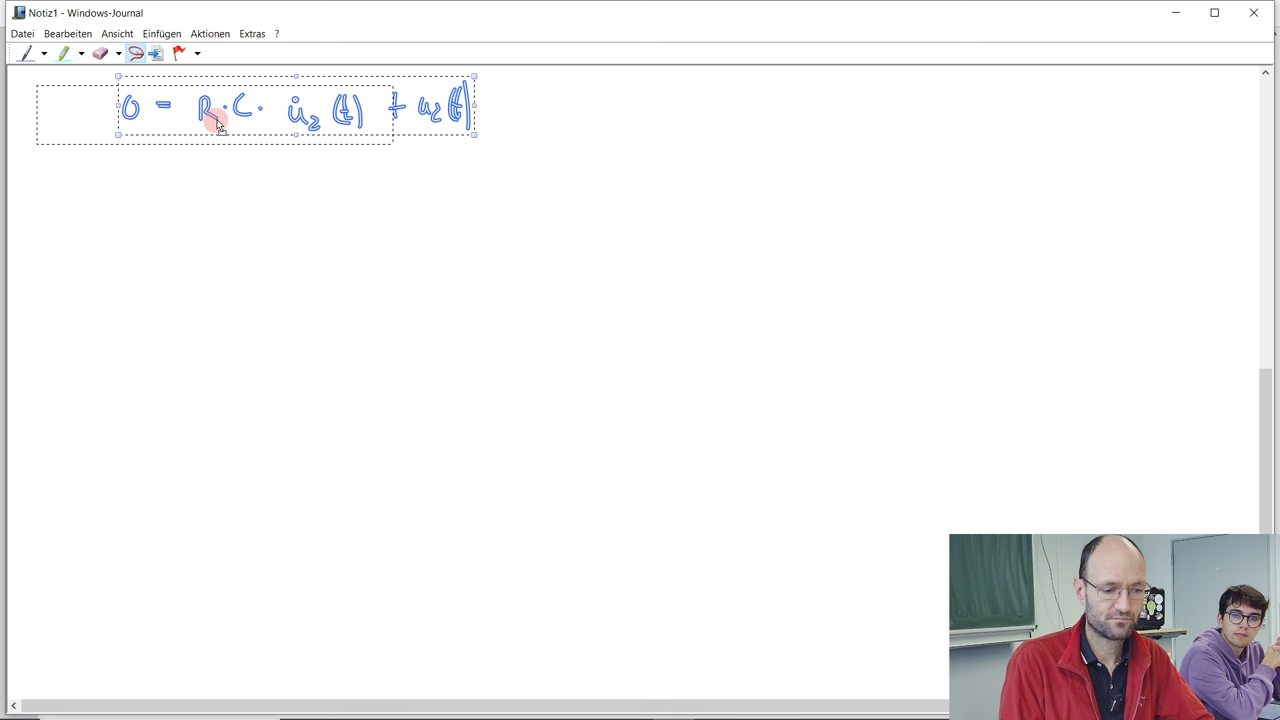 Notiz1 - Windows-Journal
Datei Bearbeiten Ansicht Einfügen Aktionen Extras ?
0 = R · C · u̇₂ (t) + u₂(t)